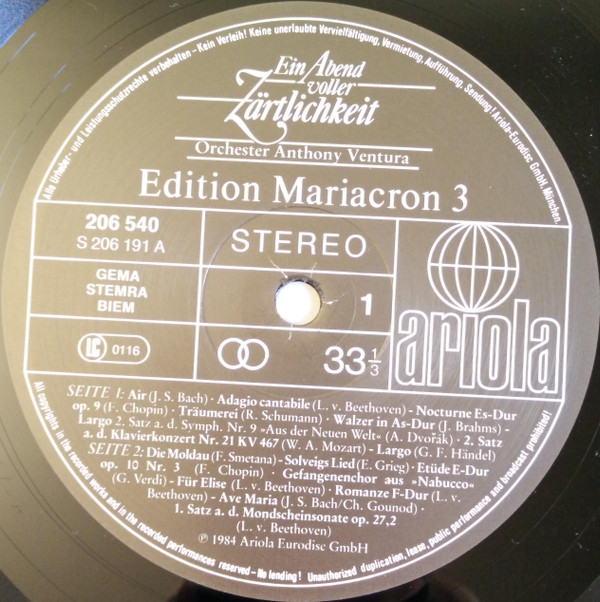 Alle Urheber- und Leistungsschutzrechte vorbehalten - Kein Verleih! Keine unerlaubte Vervielfältigung, Vermietung, Aufführung, Sendung! Ariola-Eurodisc GmbH, München.
Ein Abend
voller
Zärtlichkeit
Orchester Anthony Ventura
Edition Mariacron 3
206 540
S 206 191 A
STEREO
GEMA
STEMRA
BIEM
1
ariola
LC 0116
33 1/3
SEITE 1: Air (J. S. Bach) · Adagio cantabile (L. v. Beethoven) - Nocturne Es-Dur
op. 9 (F. Chopin) · Träumerei (R. Schumann) · Walzer in As-Dur (J. Brahms) -
Largo 2. Satz a. d. Symph. Nr. 9 »Aus der Neuen Welt« (A. Dvořák) · 2. Satz
a. d. Klavierkonzert Nr. 21 KV 467 (W. A. Mozart) - Largo (G. F. Händel)
SEITE 2: Die Moldau (F. Smetana) - Solveigs Lied (E. Grieg) · Etüde E-Dur
op. 10 Nr. 3 (F. Chopin) · Gefangenenchor aus »Nabucco«
(G. Verdi) - Für Elise (L. v. Beethoven) · Romanze F-Dur (L. v.
Beethoven) - Ave Maria (J. S. Bach/Ch. Gounod) ·
1. Satz a. d. Mondscheinsonate op. 27,2
(L. v. Beethoven)
℗ 1984 Ariola Eurodisc GmbH
All copyrights in the recorded works and in the recorded performances reserved – No lending! Unauthorized duplication, lease, public performance and broadcast prohibited!